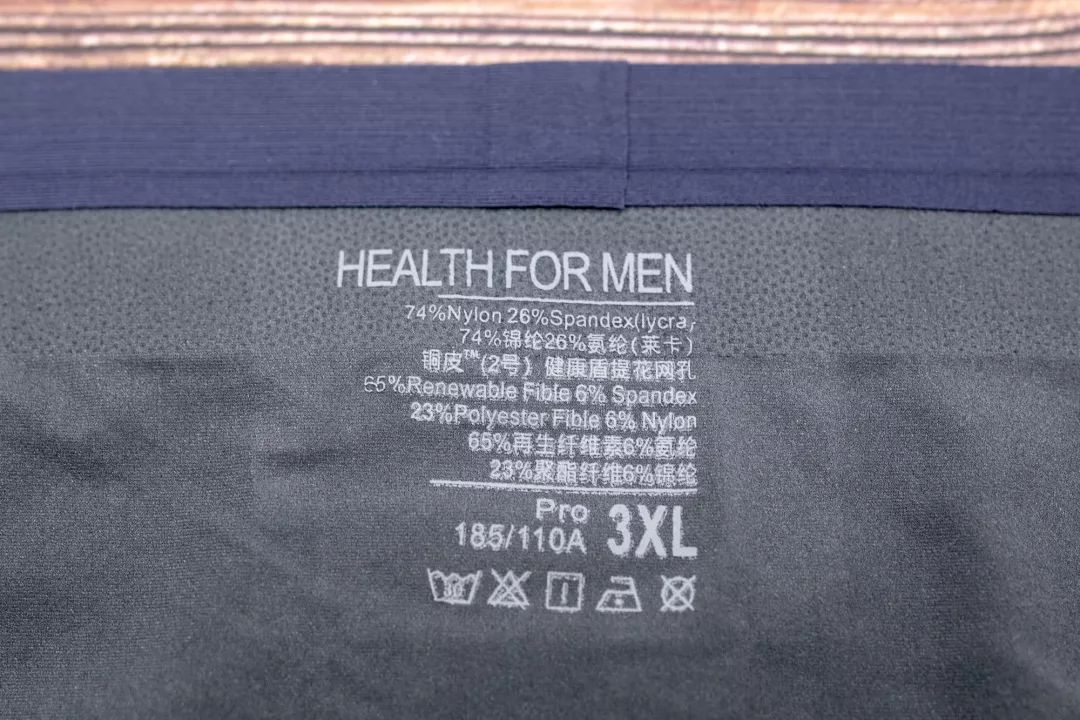 HEALTH FOR MEN
74%Nylon 26%Spandex(lycra,
74%锦纶26%氨纶(莱卡)
铜皮™(2号) 健康盾提花网孔
65%Renewable Fible 6% Spandex
23%Polyester Fible 6% Nylon
65%再生纤维素6%氨纶
23%聚酯纤维6%锦纶
Pro
185/110A 3XL
30